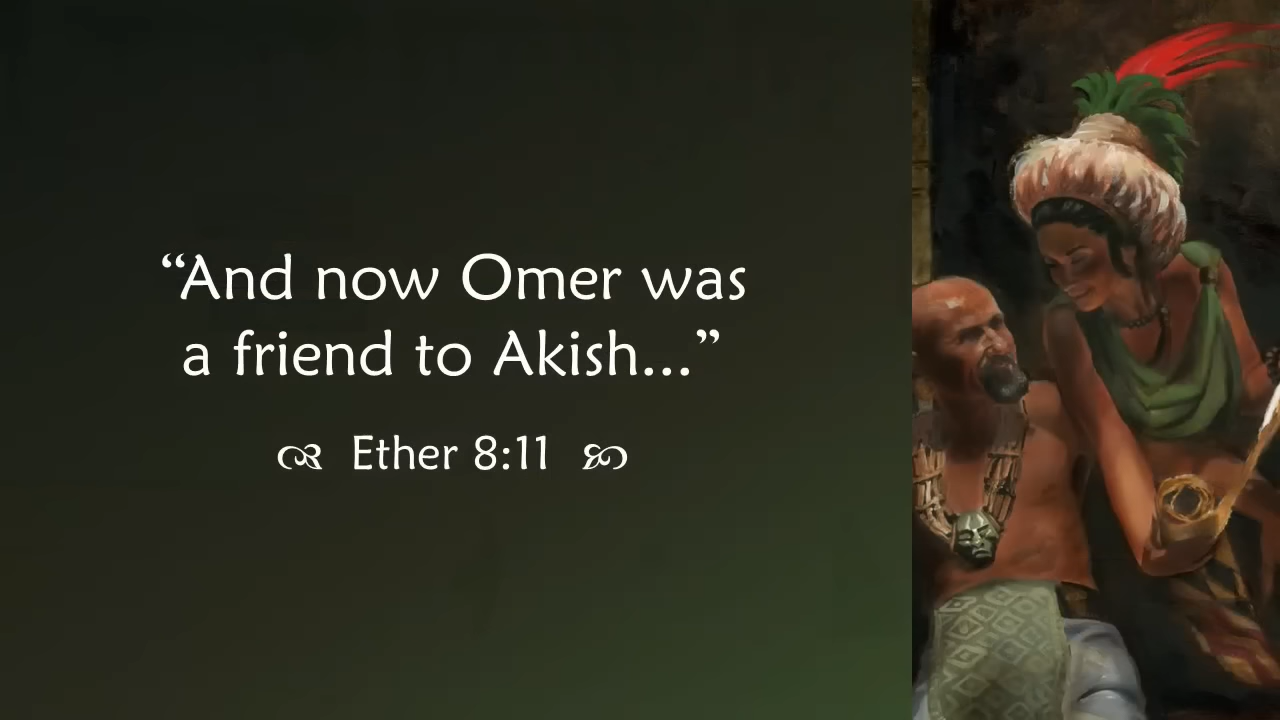 “And now Omer was
a friend to Akish...”
Ether 8:11